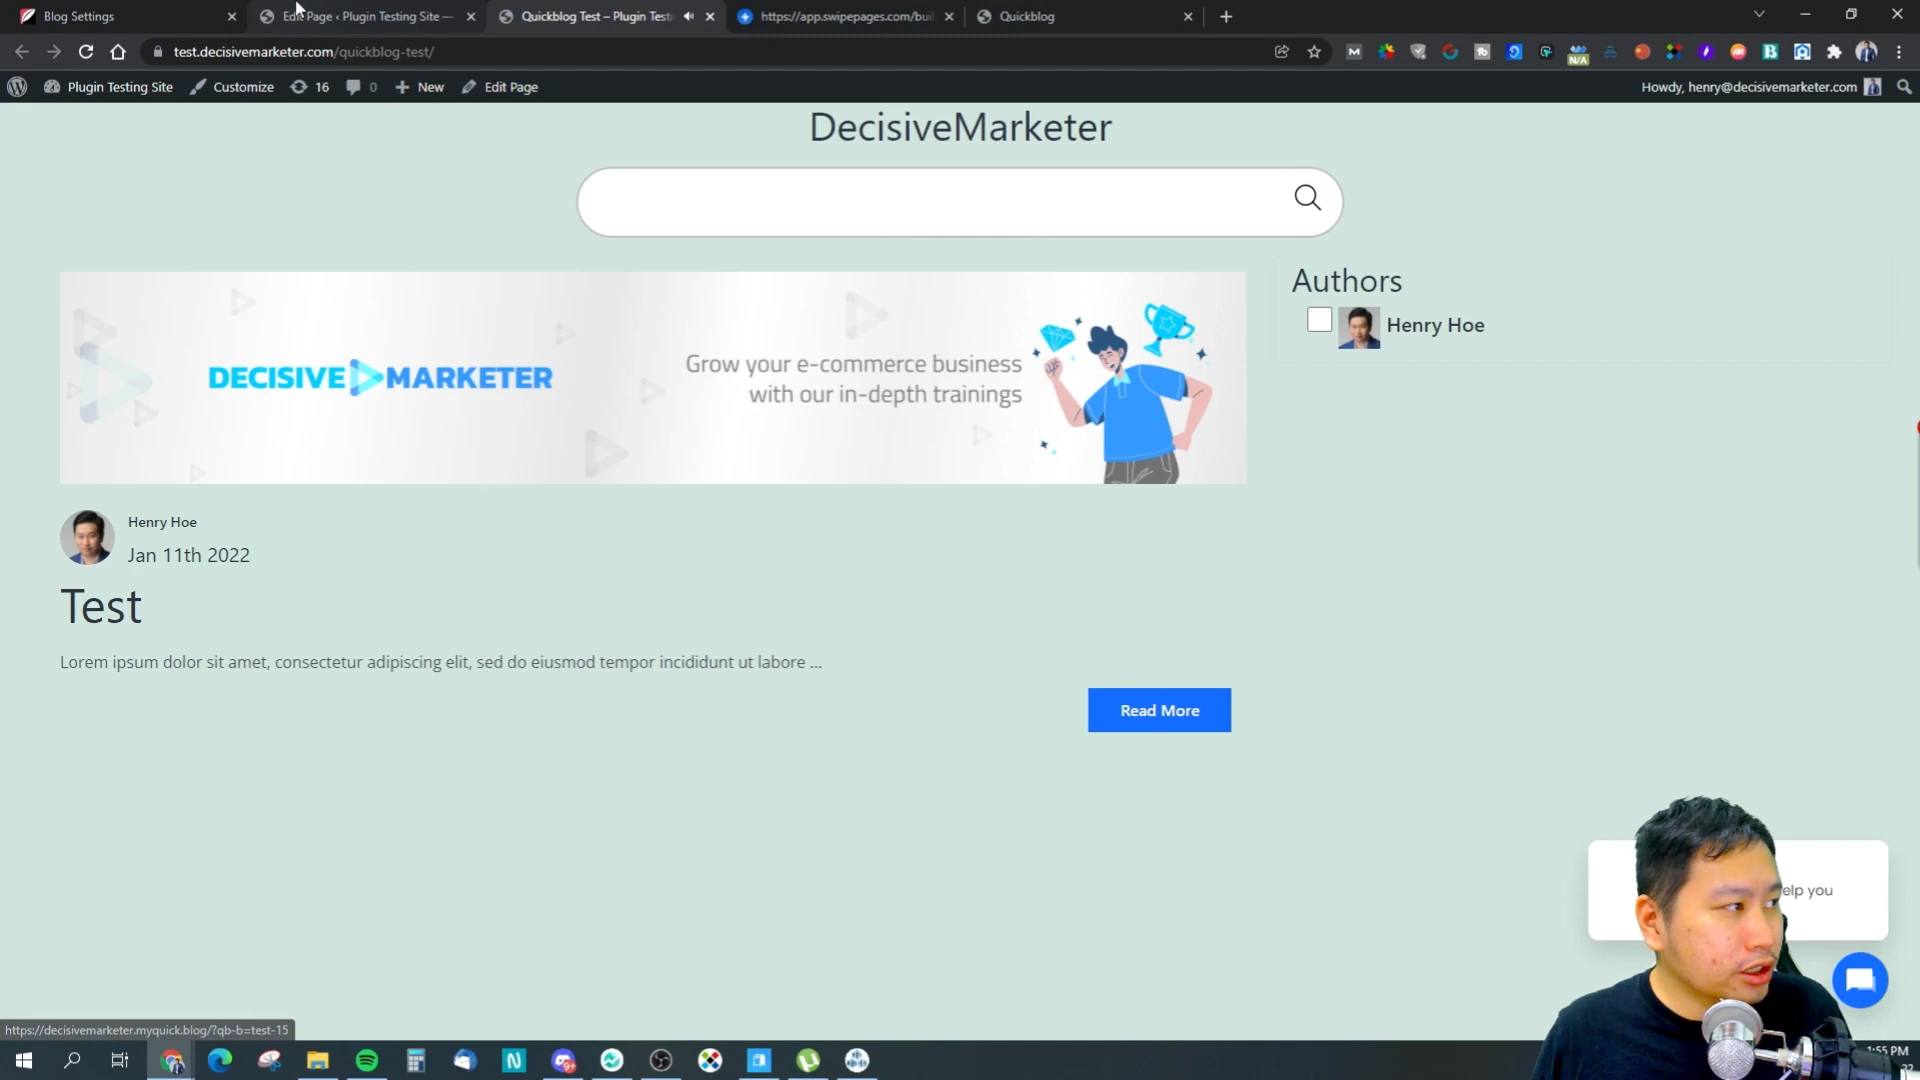 Blog Settings
Edit Page ‹ Plugin Testing Site —
Quickblog Test – Plugin Testi
https://app.swipepages.com/bui
Quickblog
test.decisivemarketer.com/quickblog-test/
N/A
Plugin Testing Site
Customize
16
0
New
Edit Page
Howdy, henry@decisivemarketer.com
DecisiveMarketer
DECISIVE MARKETER
Grow your e-commerce business
with our in-depth trainings
Authors
Henry Hoe
Henry Hoe
Jan 11th 2022
Test
Lorem ipsum dolor sit amet, consectetur adipiscing elit, sed do eiusmod tempor incididunt ut labore ...
Read More
elp you
https://decisivemarketer.myquick.blog/?qb-b=test-15
1:55 PM